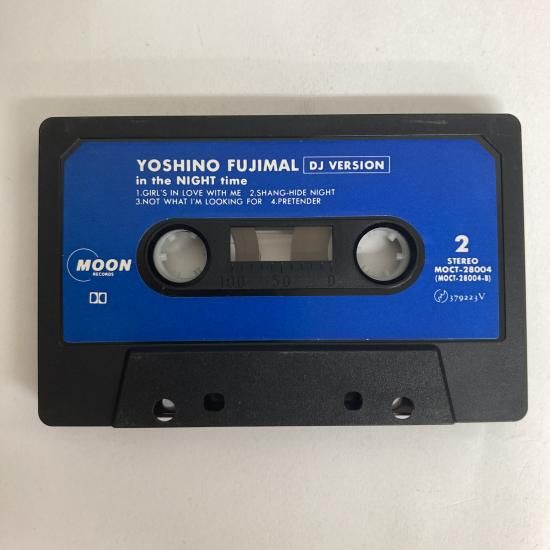 YOSHINO FUJIMAL DJ VERSION
in the NIGHT time
1.GIRL'S IN LOVE WITH ME 2.SHANG-HIDE NIGHT
3.NOT WHAT I'M LOOKING FOR 4.PRETENDER
MOON
RECORDS
100 50 0
2
STEREO
MOCT-28004
(MOCT-28004-B)
379223V